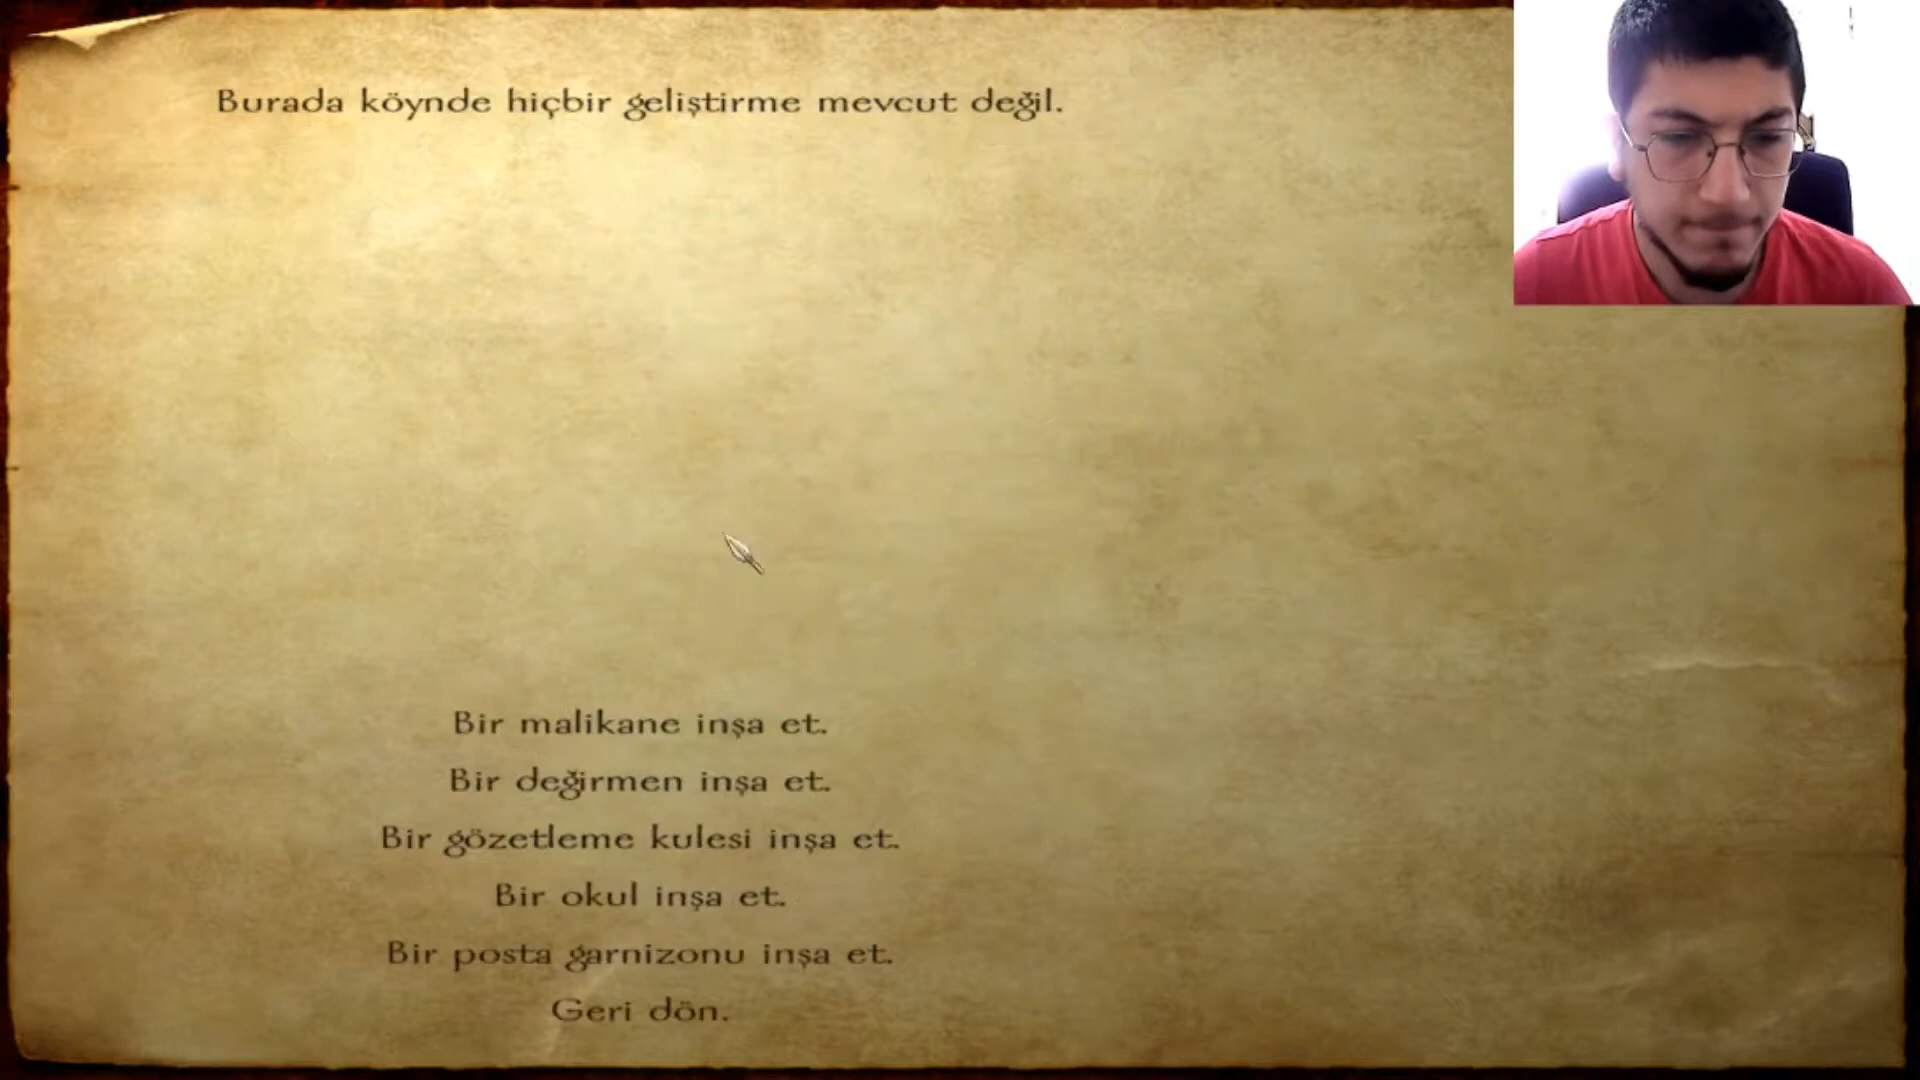 Burada köynde hiçbir geliştirme mevcut değil.
Bir malikane inşa et.
Bir değirmen inşa et.
Bir gözetleme kulesi inşa et.
Bir okul inşa et.
Bir posta garnizonu inşa et.
Geri dön.